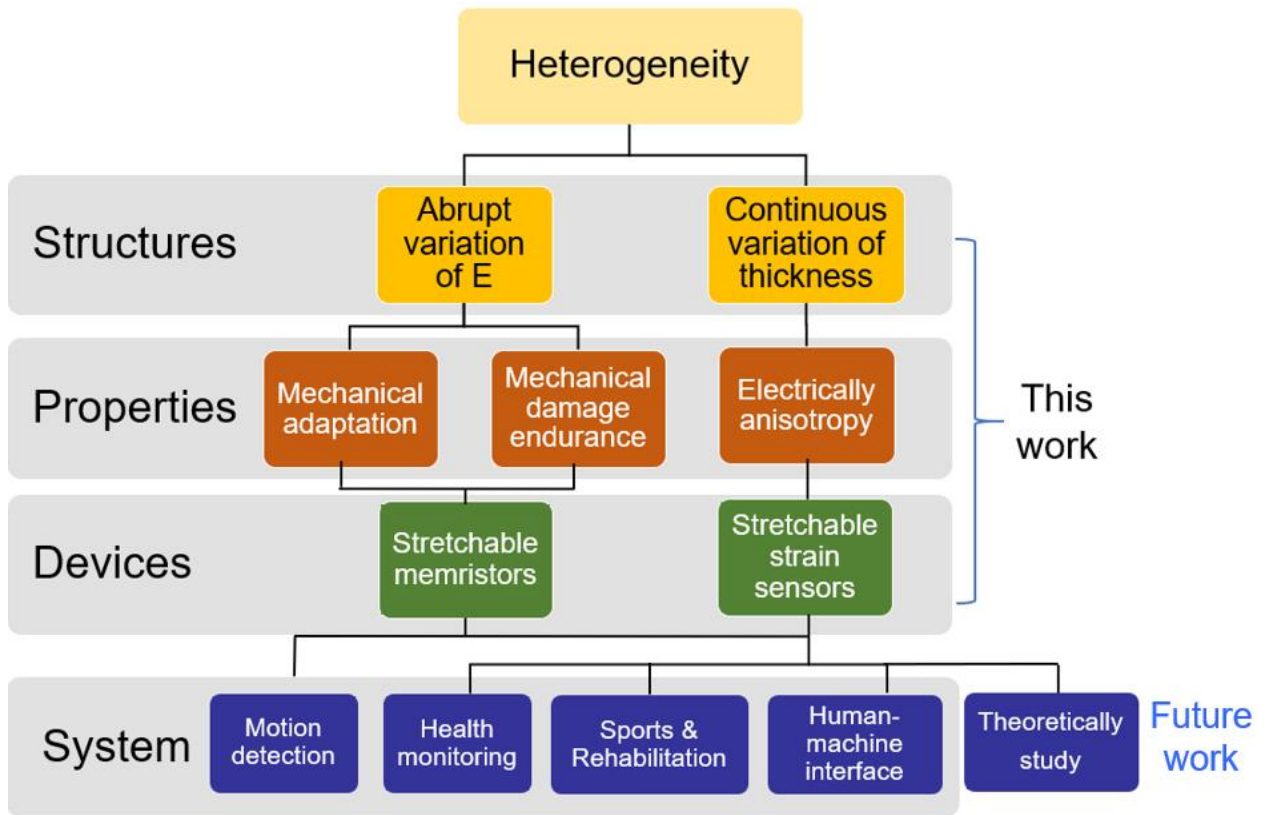 Heterogeneity
Structures
Abrupt
variation
of E
Continuous
variation of
thickness
Properties
Mechanical
adaptation
Mechanical
damage
endurance
Electrically
anisotropy
This
work
Devices
Stretchable
memristors
Stretchable
strain
sensors
System
Motion
detection
Health
monitoring
Sports &
Rehabilitation
Human-
machine
interface
Theoretically
study
Future
work